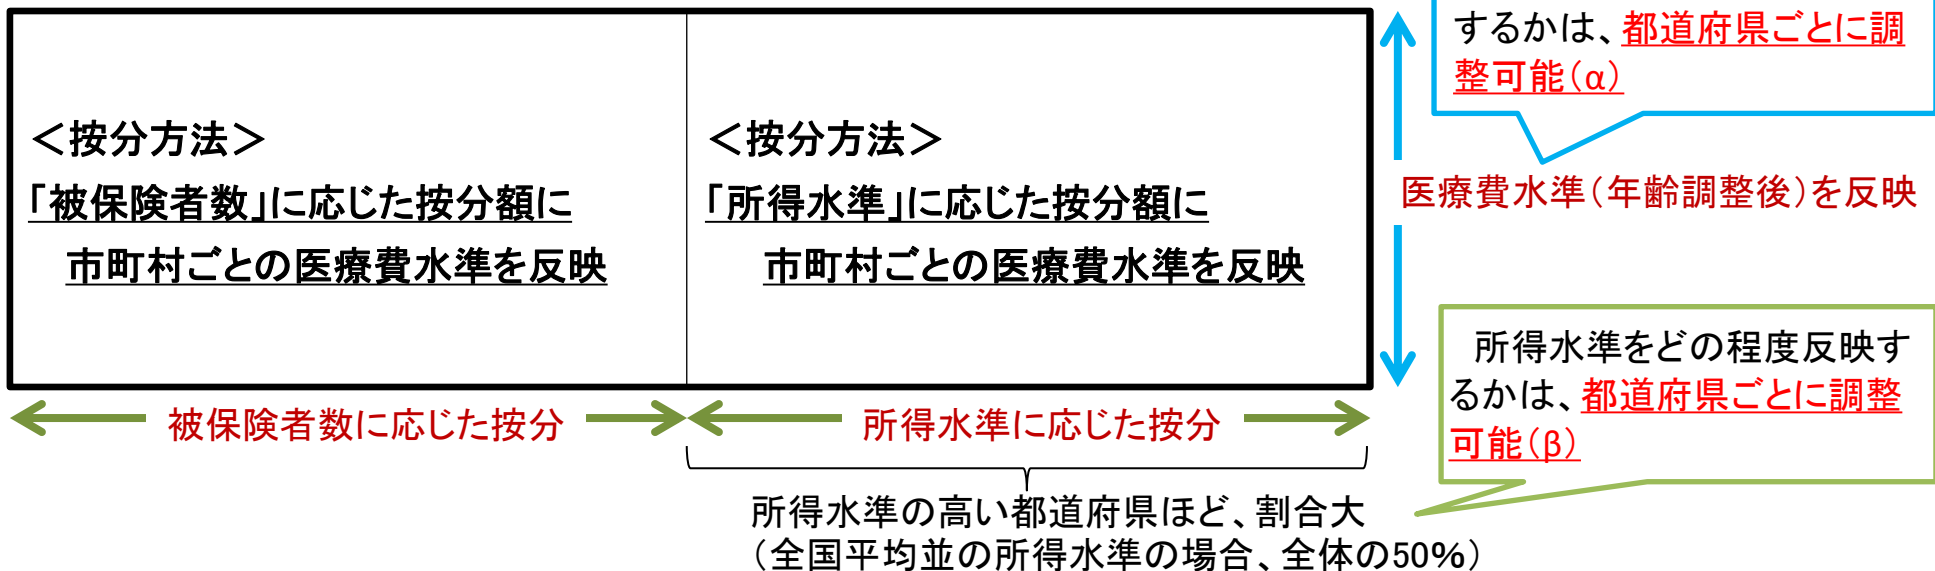 するかは、都道府県ごとに調
整可能（α）
＜按分方法＞
「被保険者数」に応じた按分額に
市町村ごとの医療費水準を反映
＜按分方法＞
「所得水準」に応じた按分額に
市町村ごとの医療費水準を反映
医療費水準（年齢調整後）を反映
所得水準をどの程度反映す
るかは、都道府県ごとに調整
可能（β）
被保険者数に応じた按分
所得水準に応じた按分
所得水準の高い都道府県ほど、割合大
（全国平均並の所得水準の場合、全体の50％）